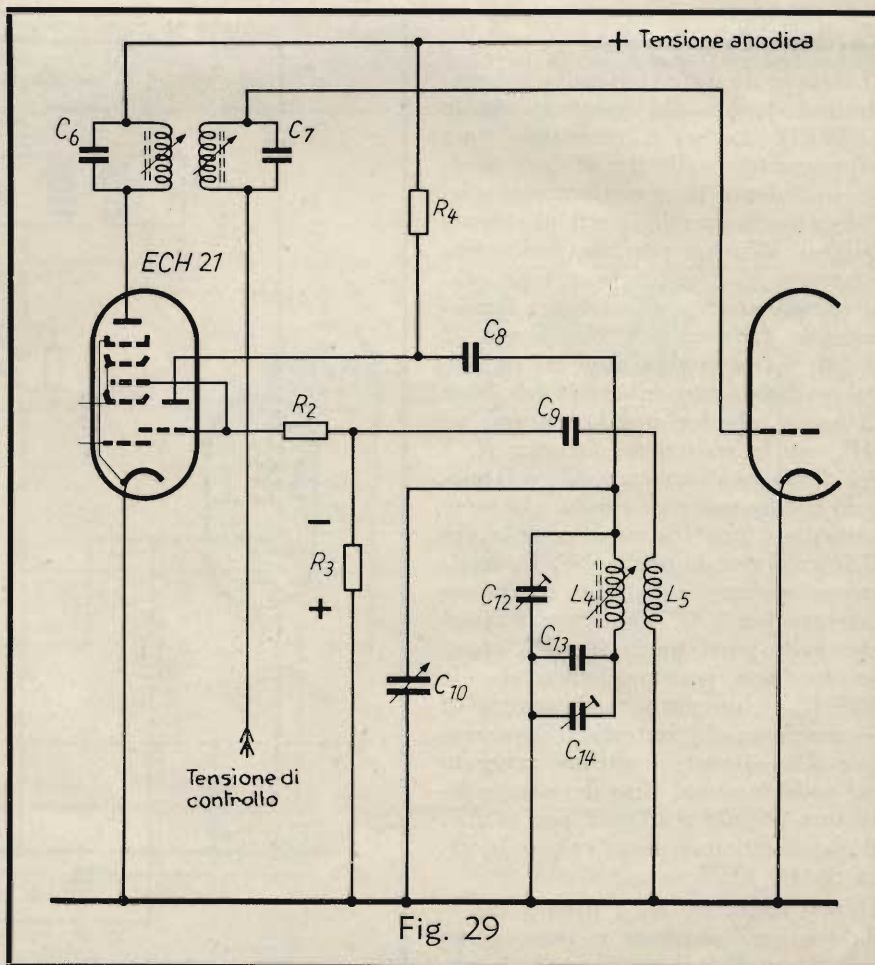 + Tensione anodica
C6
C7
R4
ECH 21
C8
R2
C9
−
R3
+
C12
L4
L5
C13
C10
C14
Tensione di
controllo
Fig. 29